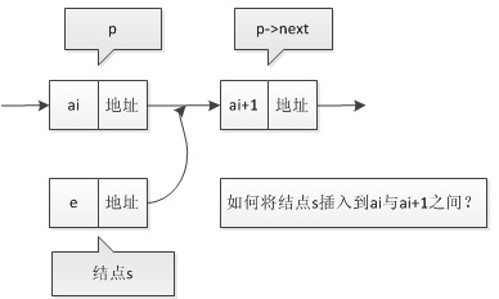 p
p->next
ai 地址
ai+1 地址
e 地址
如何将结点s插入到ai与ai+1之间？
结点s